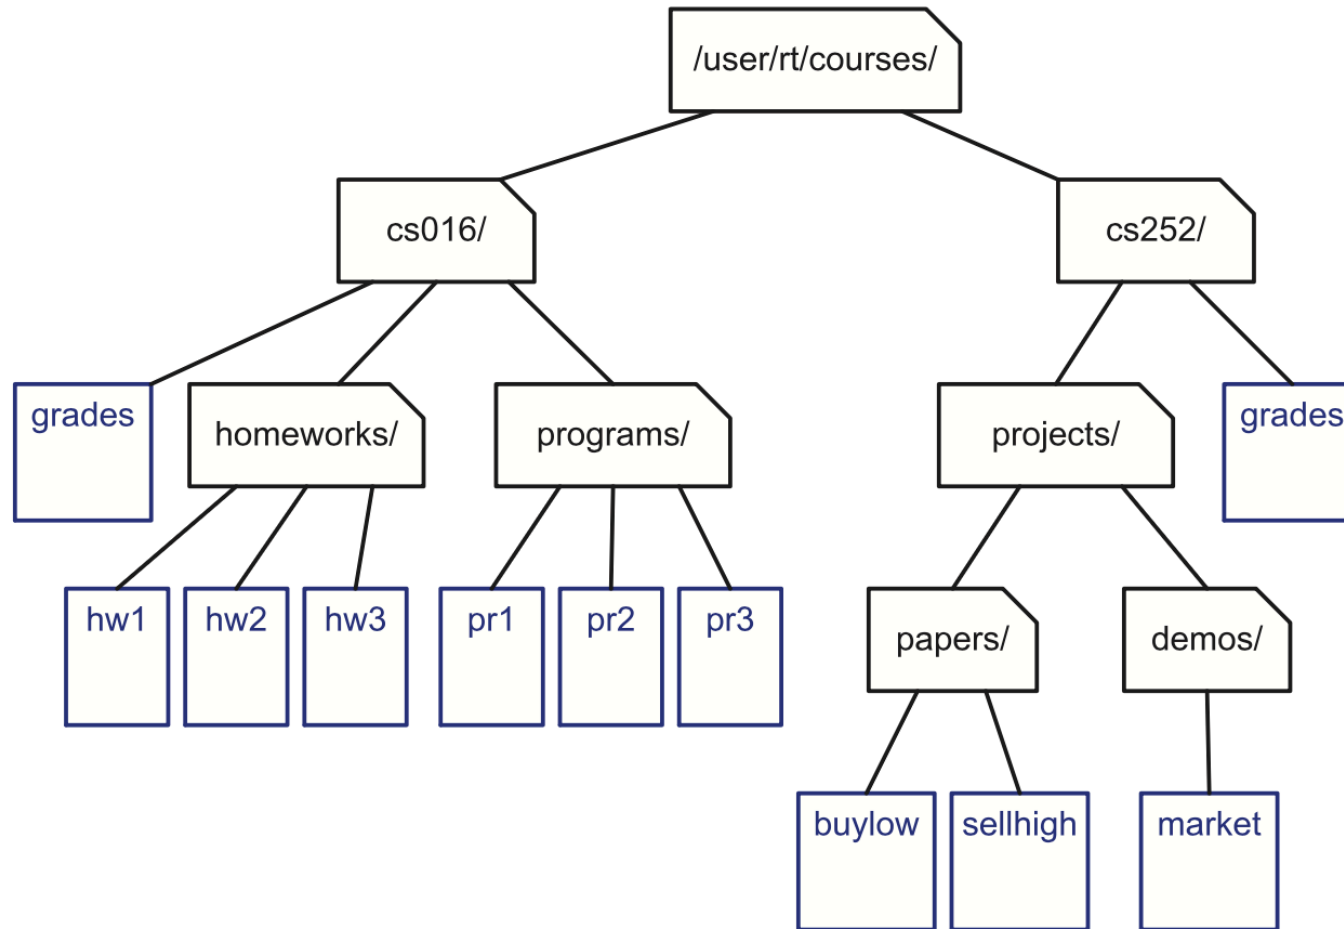 /user/rt/courses/
cs016/
cs252/
grades
homeworks/
programs/
projects/
grades
hw1
hw2
hw3
pr1
pr2
pr3
papers/
demos/
buylow
sellhigh
market